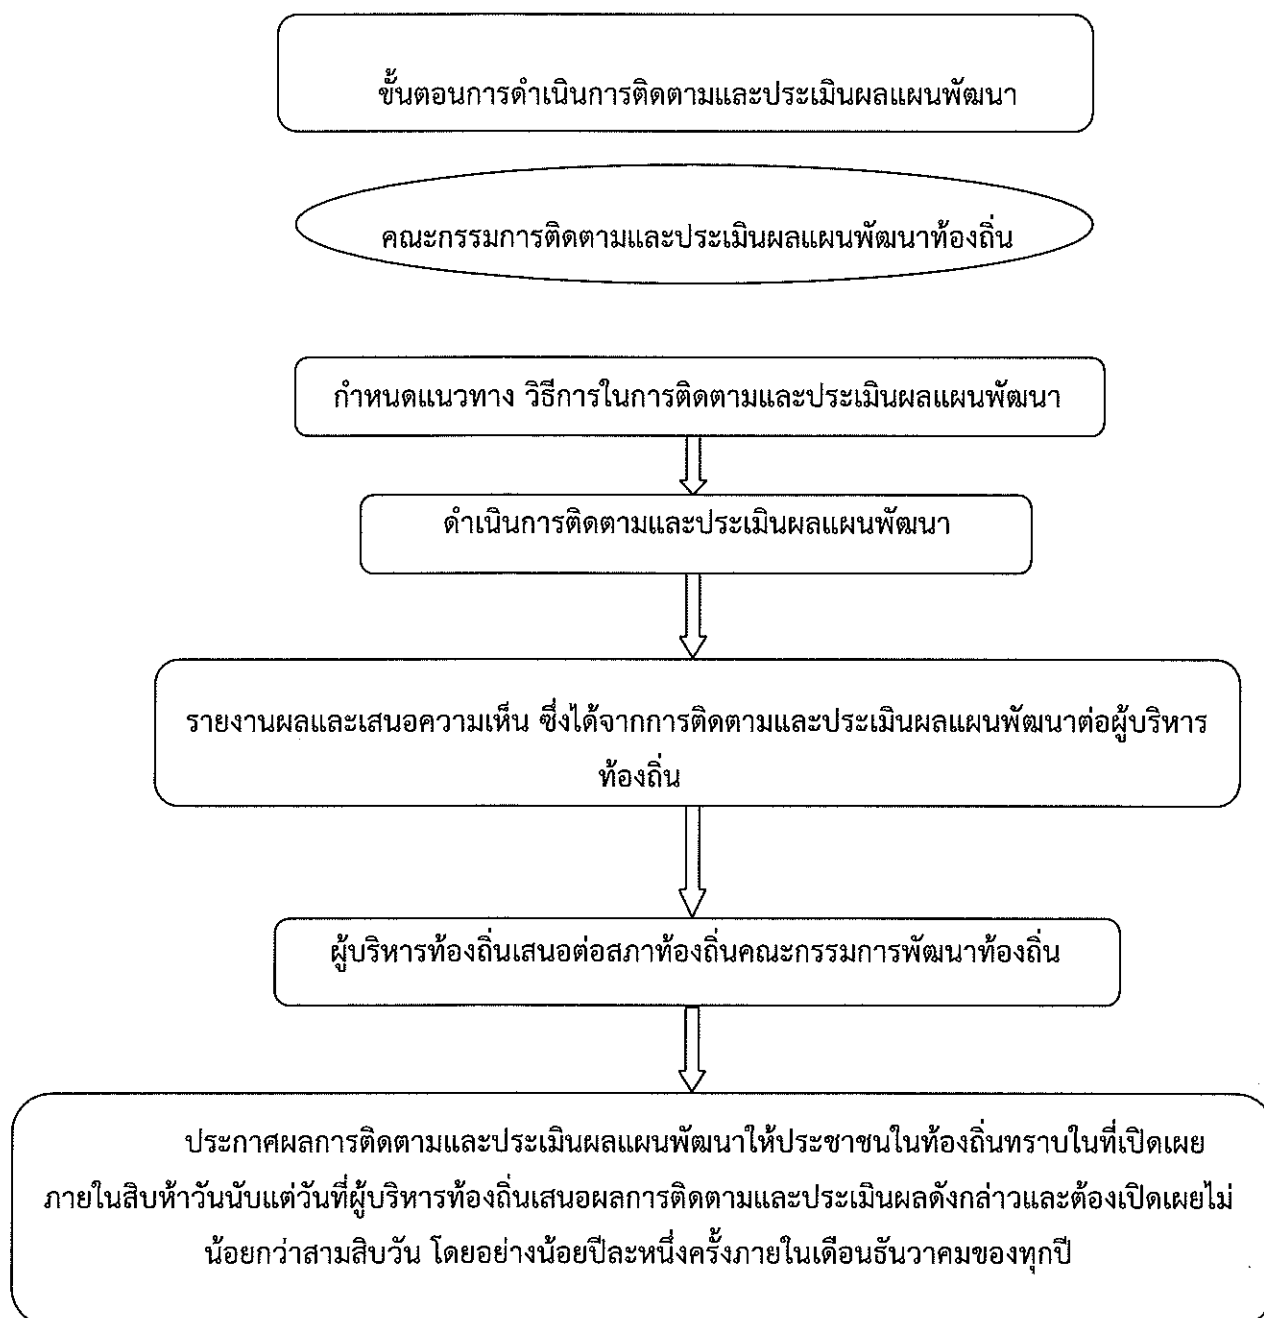 ขั้นตอนการดำเนินการติดตามและประเมินผลแผนพัฒนา
คณะกรรมการติดตามและประเมินผลแผนพัฒนาท้องถิ่น
กำหนดแนวทาง วิธีการในการติดตามและประเมินผลแผนพัฒนา
ดำเนินการติดตามและประเมินผลแผนพัฒนา
รายงานผลและเสนอความเห็น ซึ่งได้จากการติดตามและประเมินผลแผนพัฒนาต่อผู้บริหาร
ท้องถิ่น
ผู้บริหารท้องถิ่นเสนอต่อสภาท้องถิ่นคณะกรรมการพัฒนาท้องถิ่น
ประกาศผลการติดตามและประเมินผลแผนพัฒนาให้ประชาชนในท้องถิ่นทราบในที่เปิดเผย
ภายในสิบห้าวันนับแต่วันที่ผู้บริหารท้องถิ่นเสนอผลการติดตามและประเมินผลดังกล่าวและต้องเปิดเผยไม่
น้อยกว่าสามสิบวัน โดยอย่างน้อยปีละหนึ่งครั้งภายในเดือนธันวาคมของทุกปี